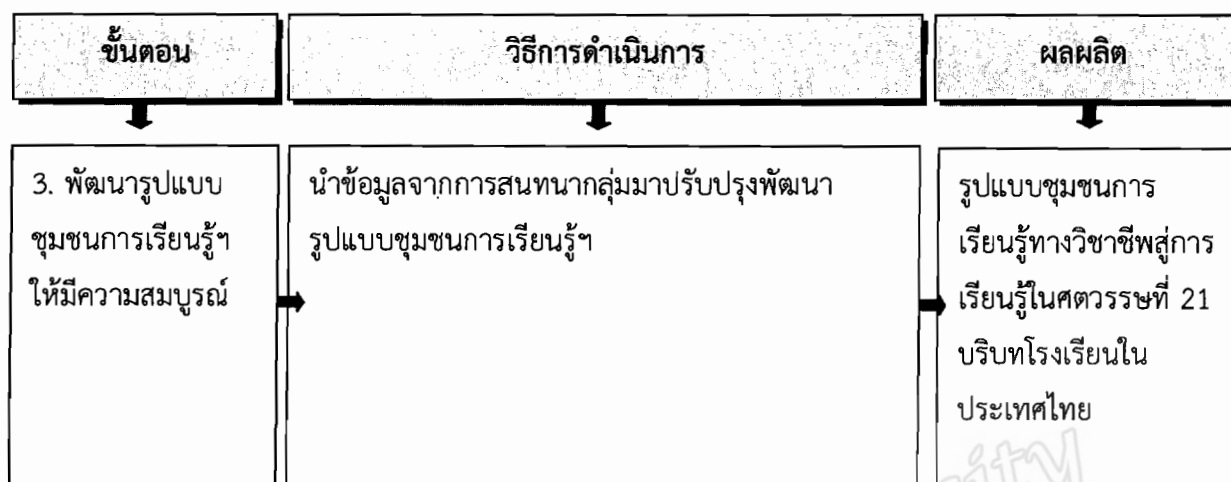 ขั้นตอน
วิธีการดำเนินการ
ผลผลิต
3. พัฒนารูปแบบ
ชุมชนการเรียนรู้ฯ
ให้มีความสมบูรณ์
นำข้อมูลจากการสนทนากลุ่มมาปรับปรุงพัฒนา
รูปแบบชุมชนการเรียนรู้ฯ
รูปแบบชุมชนการ
เรียนรู้ทางวิชาชีพสู่การ
เรียนรู้ในศตวรรษที่ 21
บริบทโรงเรียนใน
ประเทศไทย